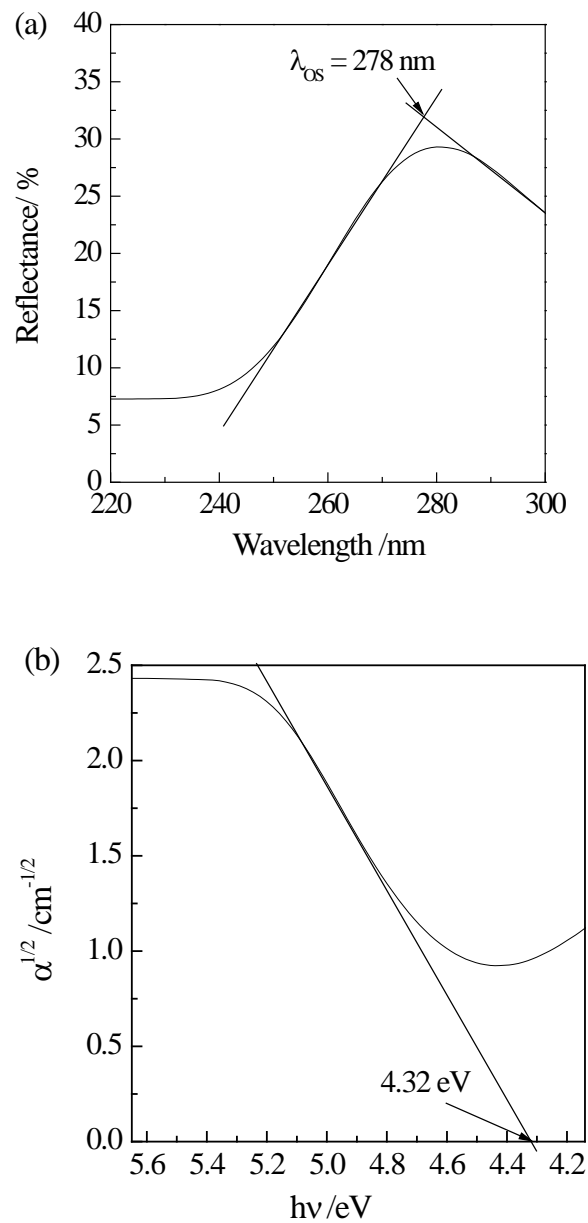 (a)
40
35
30
25
20
15
10
5
0
Reflectance/ %
λOS = 278 nm
220 240 260 280 300
Wavelength /nm
(b)
2.5
2.0
1.5
1.0
0.5
0.0
α1/2 /cm-1/2
4.32 eV
5.6 5.4 5.2 5.0 4.8 4.6 4.4 4.2
hν /eV